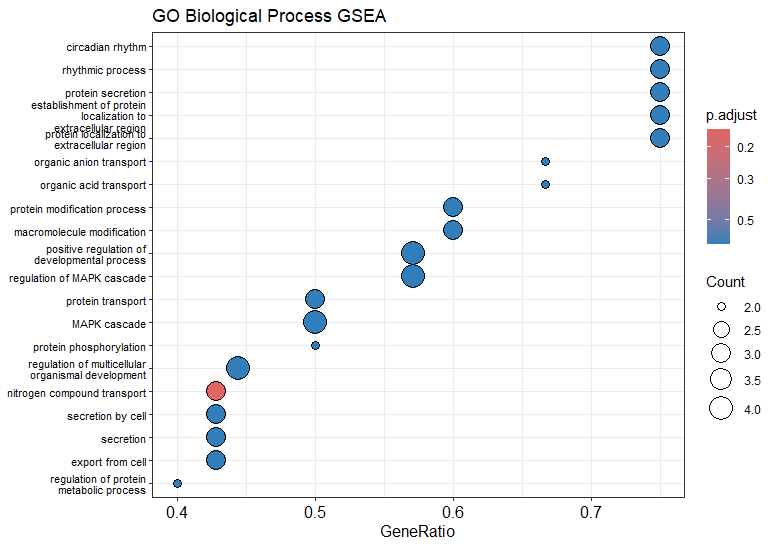 GO Biological Process GSEA
circadian rhythm
rhythmic process
protein secretion
establishment of protein
localization to
extracellular region
protein localization to
extracellular region
organic anion transport
organic acid transport
protein modification process
macromolecule modification
positive regulation of
developmental process
regulation of MAPK cascade
protein transport
MAPK cascade
protein phosphorylation
regulation of multicellular
organismal development
nitrogen compound transport
secretion by cell
secretion
export from cell
regulation of protein
metabolic process
0.4 0.5 0.6 0.7
GeneRatio
p.adjust
0.2
0.3
0.5
Count
2.0
2.5
3.0
3.5
4.0